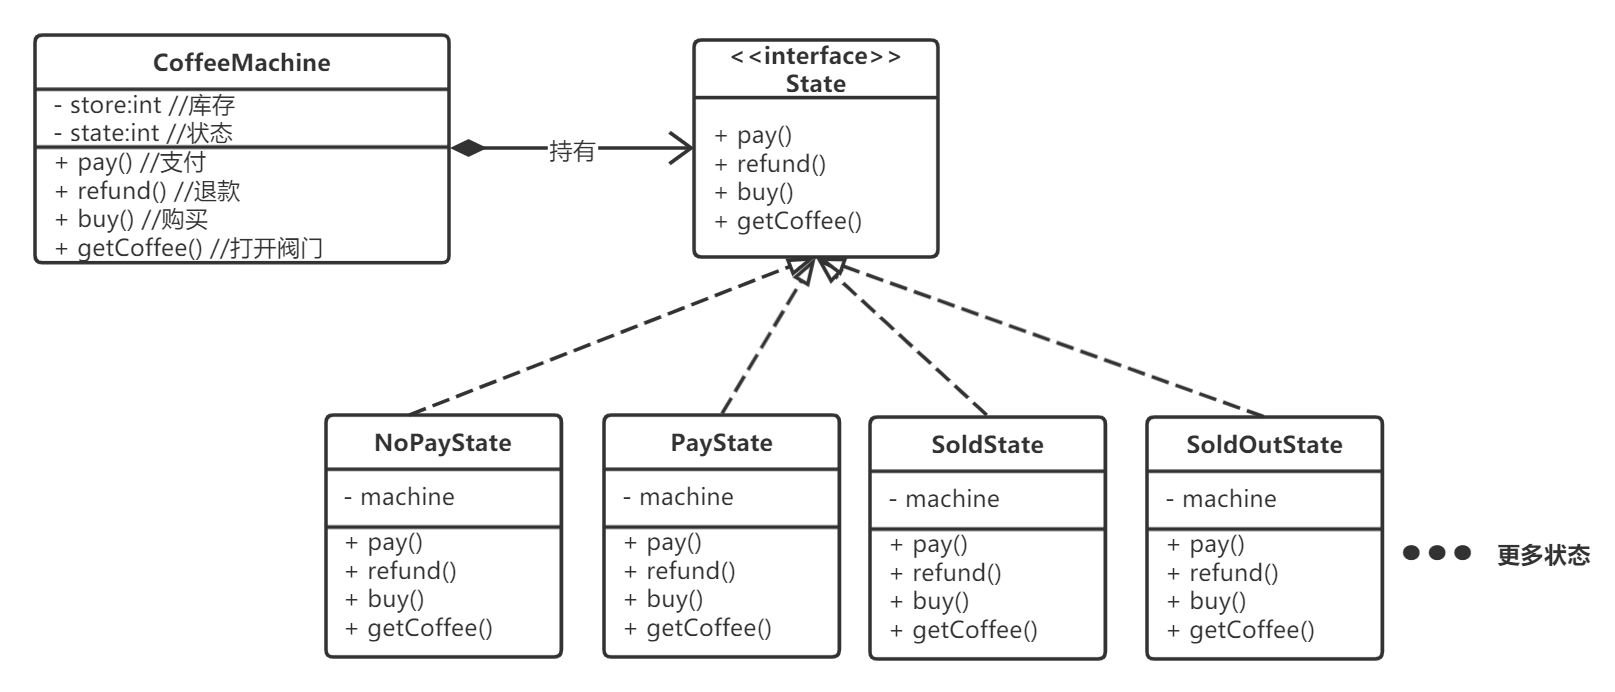 CoffeeMachine
- store:int //库存
- state:int //状态
+ pay() //支付
+ refund() //退款
+ buy() //购买
+ getCoffee() //打开阀门
持有
<<interface>>
State
+ pay()
+ refund()
+ buy()
+ getCoffee()
NoPayState
- machine
+ pay()
+ refund()
+ buy()
+ getCoffee()
PayState
- machine
+ pay()
+ refund()
+ buy()
+ getCoffee()
SoldState
- machine
+ pay()
+ refund()
+ buy()
+ getCoffee()
SoldOutState
- machine
+ pay()
+ refund()
+ buy()
+ getCoffee()
●●● 更多状态